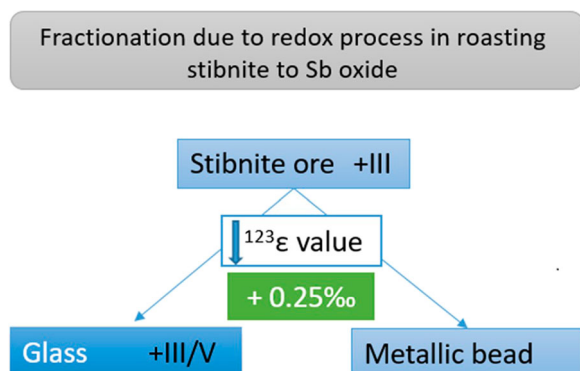 Fractionation due to redox process in roasting
stibnite to Sb oxide
Stibnite ore +III
¹²³ε value
+ 0.25‰
Glass +III/V
Metallic bead